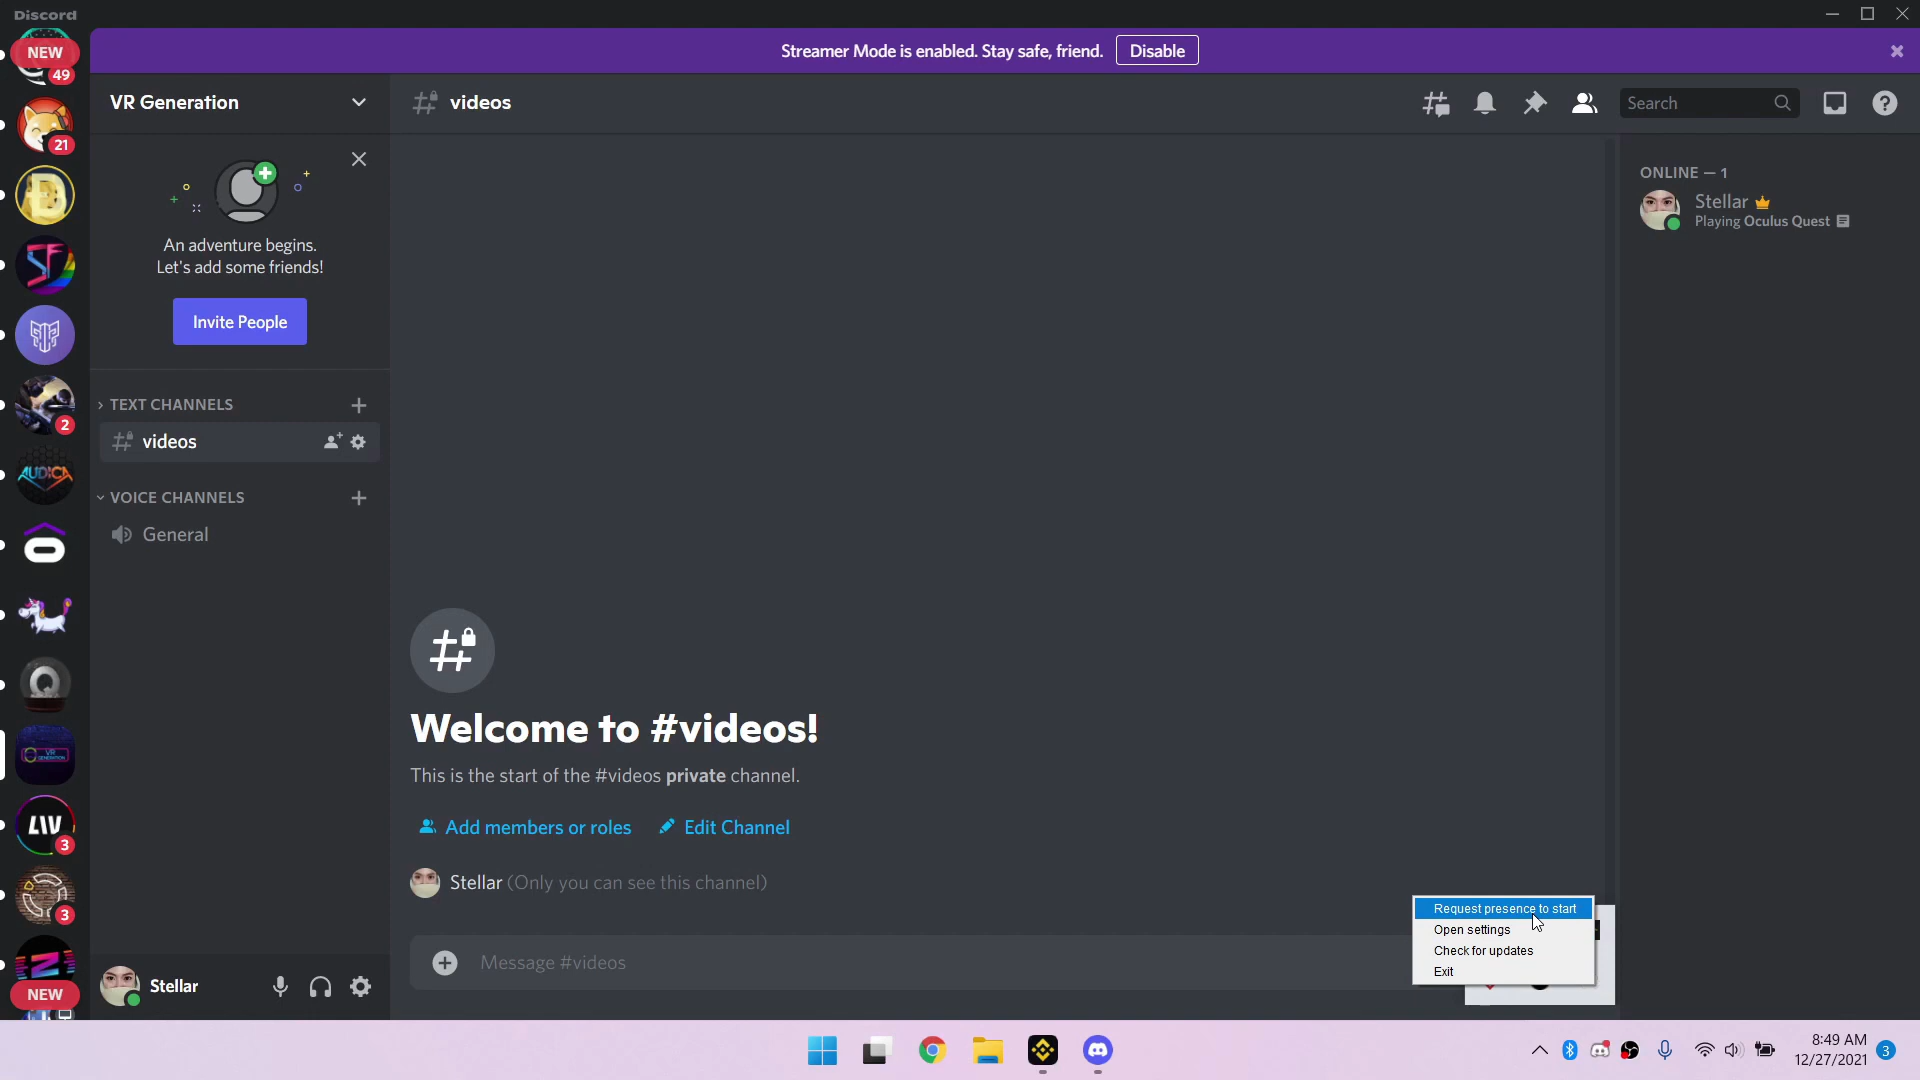 Discord
NEW
49
21
2
AUDICA
VR
GENERATION
LIV
3
3
NEW
Streamer Mode is enabled. Stay safe, friend.
Disable
VR Generation
videos
Search
An adventure begins.
Let's add some friends!
Invite People
TEXT CHANNELS
videos
VOICE CHANNELS
General
Stellar
Welcome to #videos!
This is the start of the #videos private channel.
Add members or roles
Edit Channel
Stellar (Only you can see this channel)
Message #videos
ONLINE — 1
Stellar
Playing Oculus Quest
Request presence to start
Open settings
Check for updates
Exit
8:49 AM
12/27/2021
3